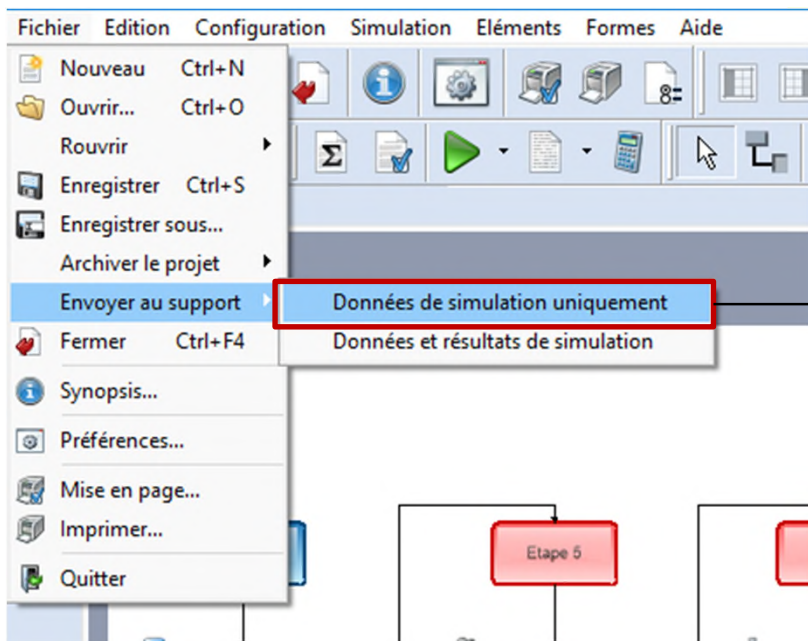 Fichier Edition Configuration Simulation Eléments Formes Aide
Nouveau Ctrl+N
Ouvrir... Ctrl+O
Rouvrir
Enregistrer Ctrl+S
Enregistrer sous...
Archiver le projet
Envoyer au support
Données de simulation uniquement
Fermer Ctrl+F4
Données et résultats de simulation
Synopsis...
Préférences...
Mise en page...
Imprimer...
Quitter
Etape 5